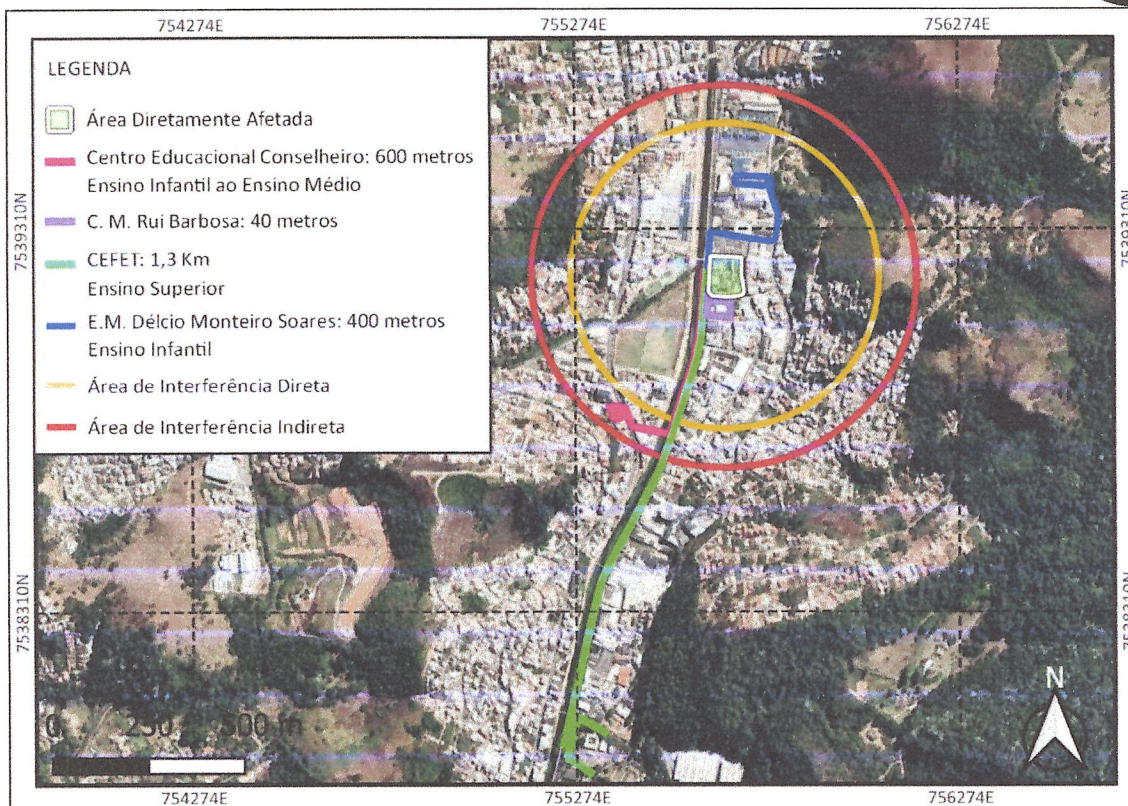 754274E
755274E
756274E
LEGENDA
Área Diretamente Afetada
Centro Educacional Conselheiro: 600 metros
Ensino Infantil ao Ensino Médio
C. M. Rui Barbosa: 40 metros
CEFET: 1,3 Km
Ensino Superior
E.M. Délcio Monteiro Soares: 400 metros
Ensino Infantil
Área de Interferência Direta
Área de Interferência Indireta
7539310N
7539310N
7538310N
7538310N
0 250 500 m
N
754274E
755274E
756274E